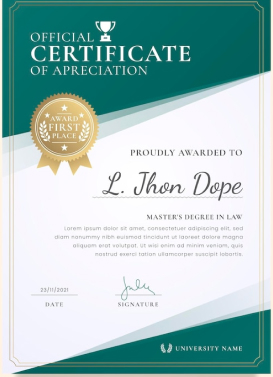 OFFICIAL
CERTIFICATE
OF APRECIATION
AWARD
FIRST
PLACE
PROUDLY AWARDED TO
L. Jhon Dope
MASTER'S DEGREE IN LAW
Lorem ipsum dolor sit amet, consectetuer adipiscing elit, sed
diam nonummy nibh euismod tincidunt ut laoreet dolore magna
aliquam erat volutpat. Ut wisi enim ad minim veniam, quis
nostrud exerci tation ullamcorper suscipit lobortis.
23/11/2021
DATE
SIGNATURE
UNIVERSITY NAME